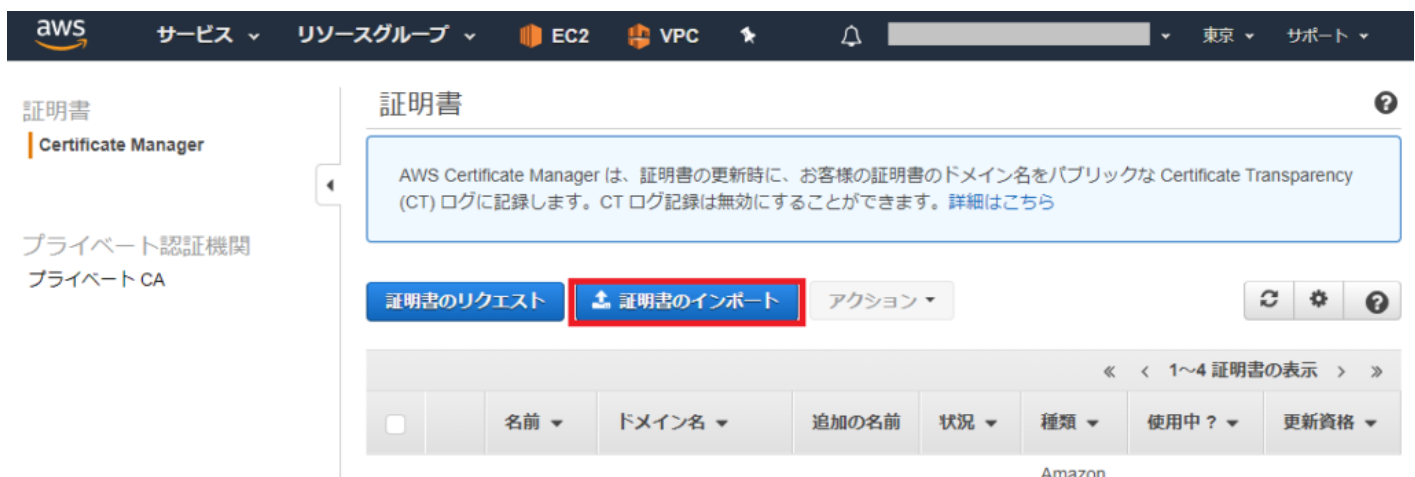 aws サービス リソースグループ EC2 VPC 東京 サポート
証明書
Certificate Manager
プライベート認証機関
プライベート CA
証明書
AWS Certificate Manager は、証明書の更新時に、お客様の証明書のドメイン名をパブリックな Certificate Transparency
(CT) ログに記録します。CT ログ記録は無効にすることができます。詳細はこちら
証明書のリクエスト 証明書のインポート アクション
« ‹ 1～4 証明書の表示 › »
名前 ドメイン名 追加の名前 状況 種類 使用中 ? 更新資格
Amazon